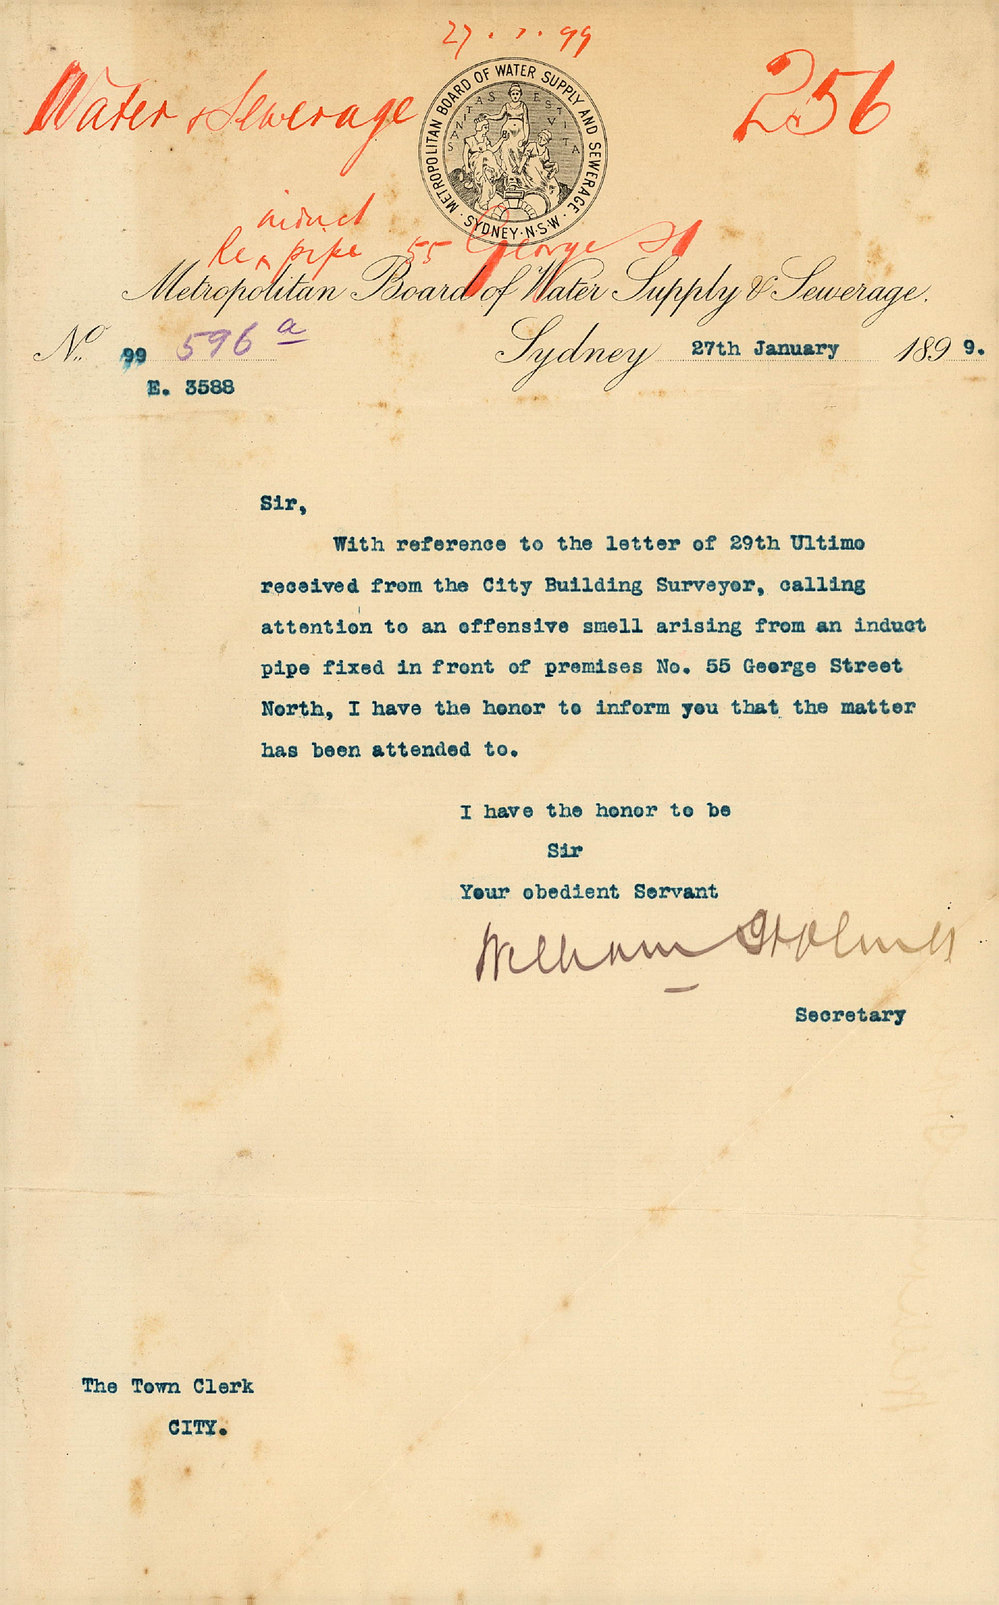 27.1.99
Water & Sewerage
256
METROPOLITAN BOARD OF WATER SUPPLY AND SEWERAGE.
SANITAS EST VITA
· SYDNEY · N·S·W ·
induct
Re ^ pipe 55 George St
Metropolitan Board of Water Supply & Sewerage.
No. 99 596 a
Sydney 27th January 1899.
E. 3588
Sir,
With reference to the letter of 29th Ultimo
received from the City Building Surveyor, calling
attention to an offensive smell arising from an induct
pipe fixed in front of premises No. 55 George Street
North, I have the honor to inform you that the matter
has been attended to.
I have the honor to be
Sir
Your obedient Servant
William Holmes
Secretary
The Town Clerk
CITY.